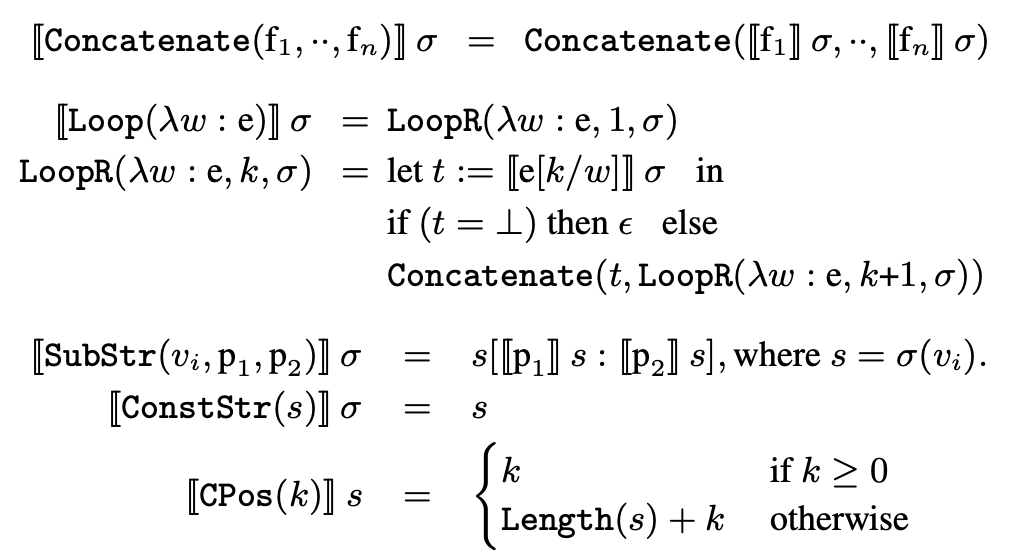 ⟦Concatenate(f₁,··,fₙ)⟧ σ = Concatenate(⟦f₁⟧ σ,··,⟦fₙ⟧ σ)
⟦Loop(λw : e)⟧ σ = LoopR(λw : e, 1, σ)
LoopR(λw : e, k, σ) = let t := ⟦e[k/w]⟧ σ in
if (t = ⊥) then ϵ else
Concatenate(t, LoopR(λw : e, k+1, σ))
⟦SubStr(vᵢ, p₁, p₂)⟧ σ = s[⟦p₁⟧ s : ⟦p₂⟧ s], where s = σ(vᵢ).
⟦ConstStr(s)⟧ σ = s
⟦CPos(k)⟧ s = { k if k ≥ 0
Length(s) + k otherwise